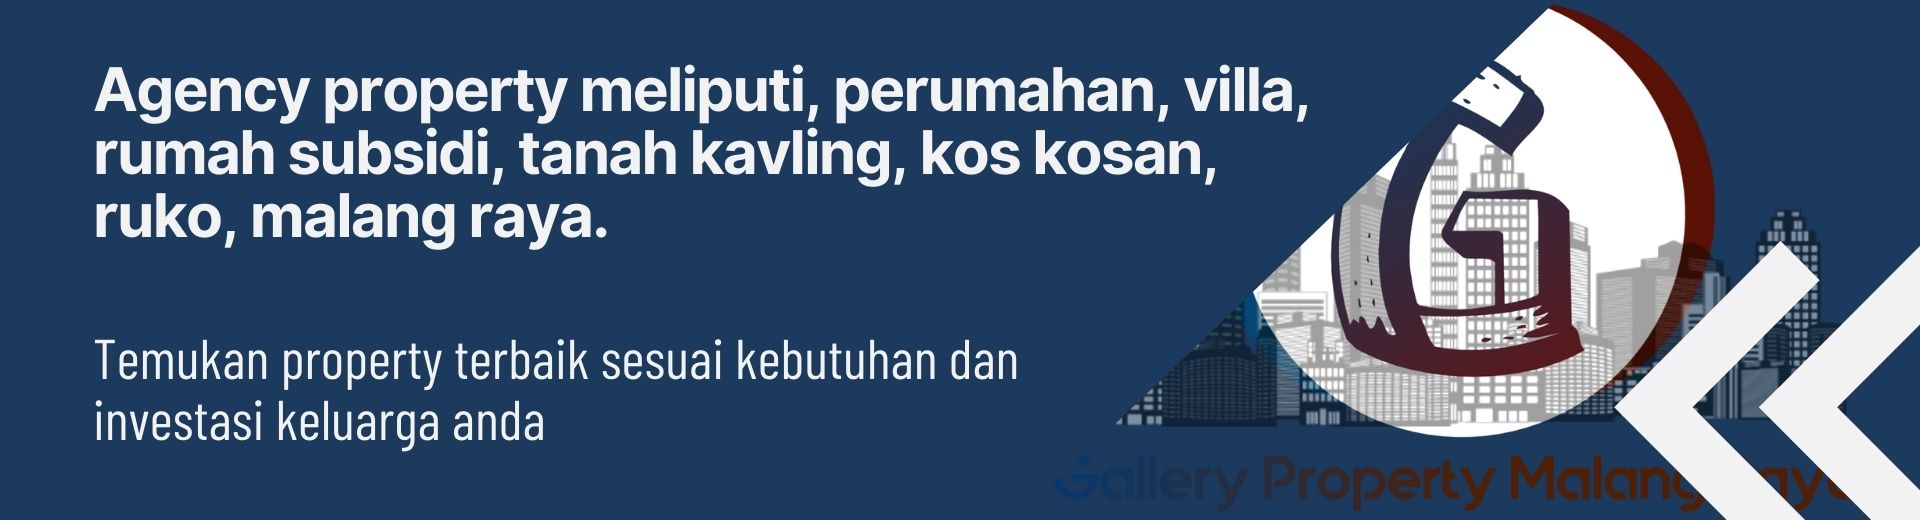 Agency property meliputi, perumahan, villa,
rumah subsidi, tanah kavling, kos kosan,
ruko, malang raya.
Temukan property terbaik sesuai kebutuhan dan
investasi keluarga anda
Gallery Property Malang